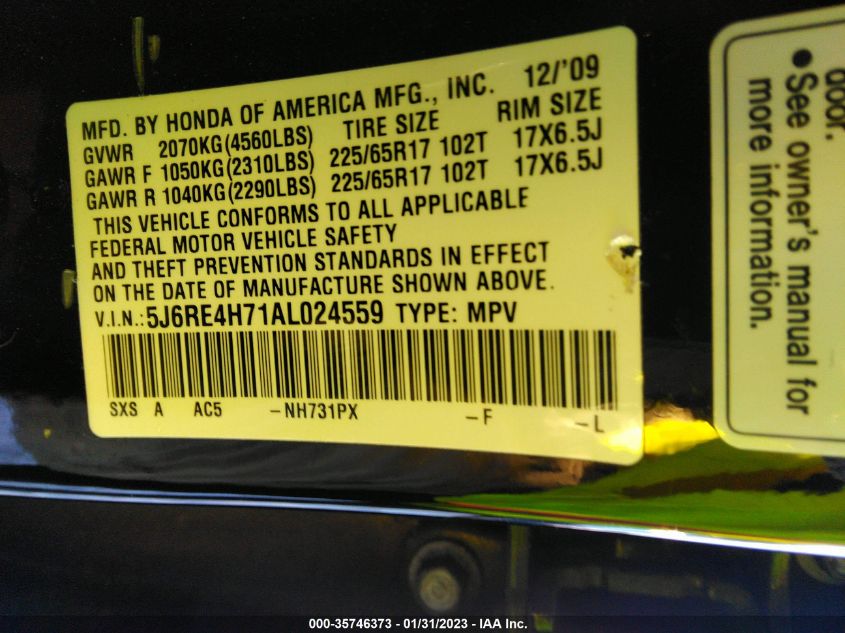 MFD. BY HONDA OF AMERICA MFG., INC. 12/'09
GVWR 2070KG(4560LBS) TIRE SIZE RIM SIZE
GAWR F 1050KG(2310LBS) 225/65R17 102T 17X6.5J
GAWR R 1040KG(2290LBS) 225/65R17 102T 17X6.5J
THIS VEHICLE CONFORMS TO ALL APPLICABLE
FEDERAL MOTOR VEHICLE SAFETY
AND THEFT PREVENTION STANDARDS IN EFFECT
ON THE DATE OF MANUFACTURE SHOWN ABOVE.
V.I.N.:5J6RE4H71AL024559 TYPE: MPV
SXS A AC5 -NH731PX -F -L
door.
● See owner's manual for
more information.
000-35746373 - 01/31/2023 - IAA Inc.